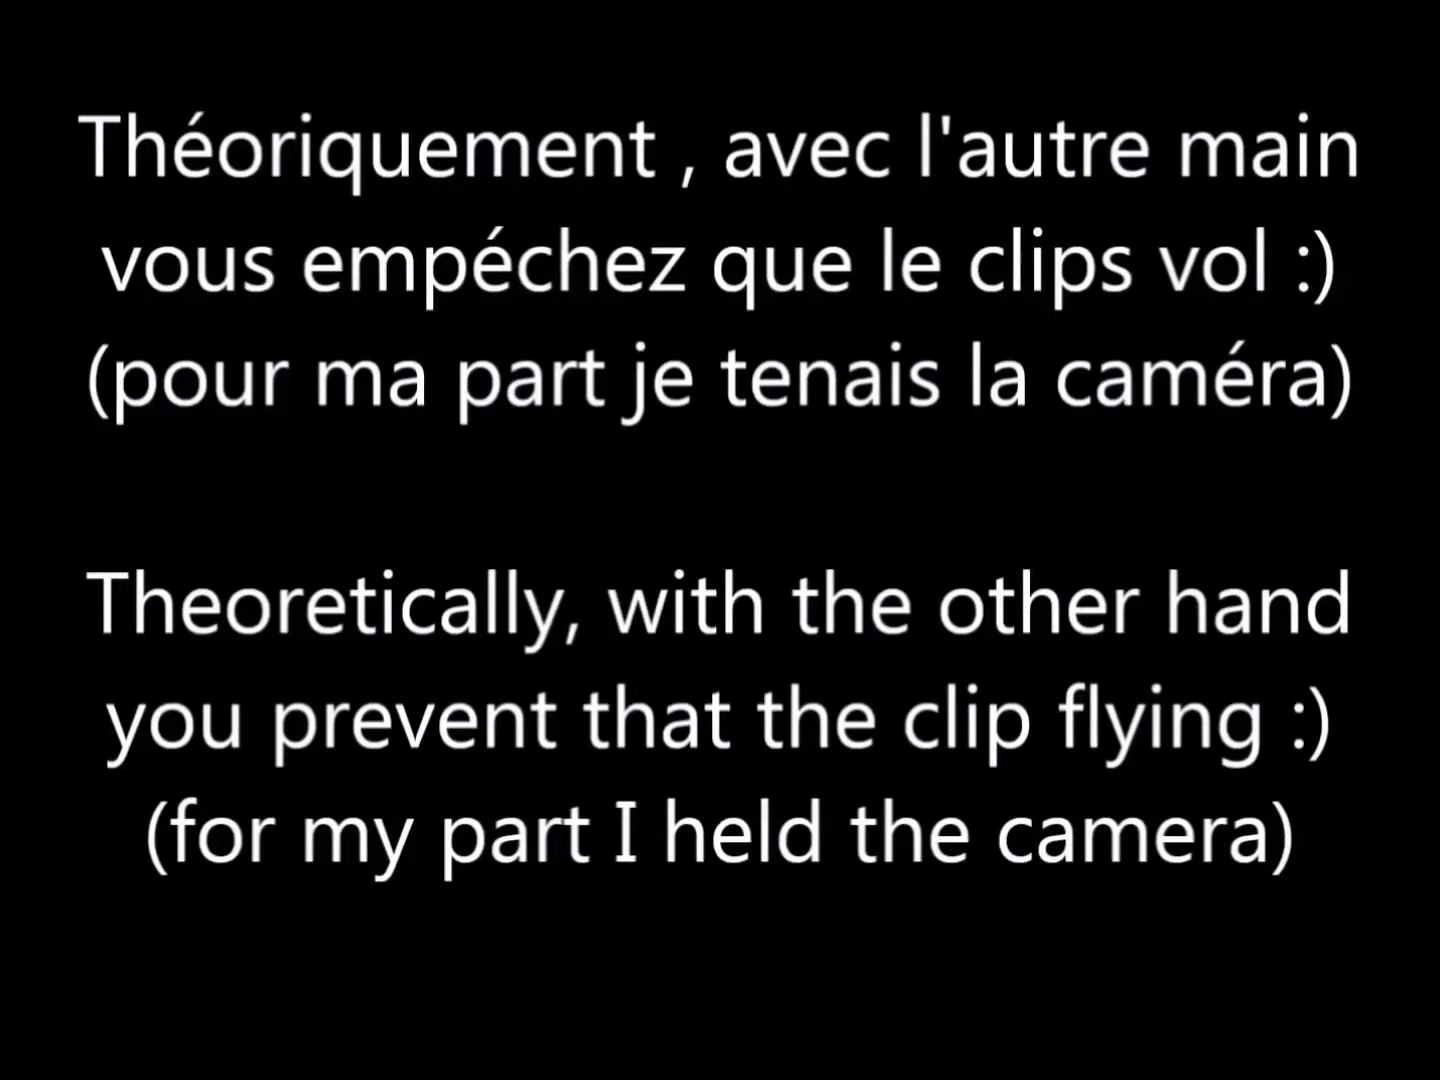 Théoriquement , avec l'autre main
vous empéchez que le clips vol :)
(pour ma part je tenais la caméra)
Theoretically, with the other hand
you prevent that the clip flying :)
(for my part I held the camera)